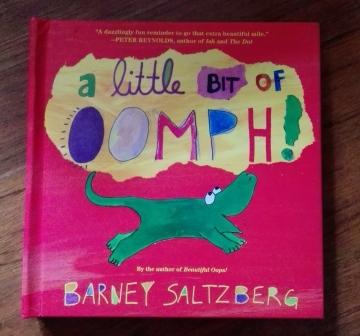 "A dazzlingly fun reminder to go that extra beautiful mile."
—PETER REYNOLDS, author of Ish and The Dot
a little BIT OF
OOMPH!
By the author of Beautiful Oops!
BARNEY SALTZBERG